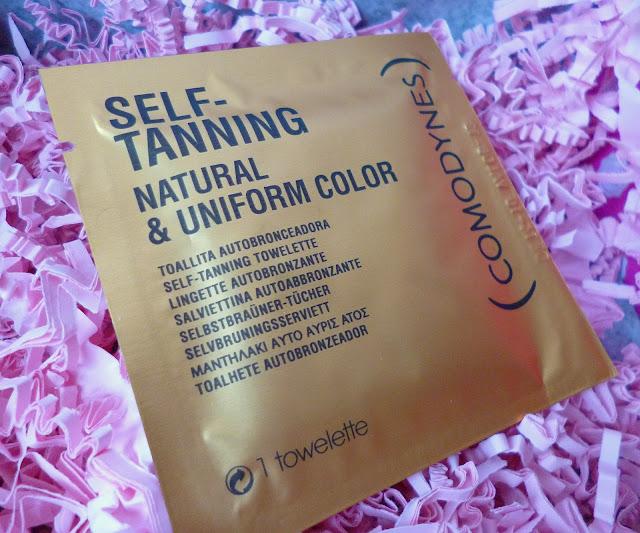 SELF-
TANNING
NATURAL
& UNIFORM COLOR
TOALLITA AUTOBRONCEADORA
SELF-TANNING TOWELETTE
LINGETTE AUTOBRONZANTE
SALVIETTINA AUTOABBRONZANTE
SELBSTBRAÜNER-TÜCHER
SELVBRUNINGSSERVIETT
ΜΑΝΤΗΛΑΚΙ ΑΥΤΟ ΑΥΡΙΣ ΑΤΟΣ
TOALHETE AUTOBRONZEADOR
1 towelette
(COMODYNES)